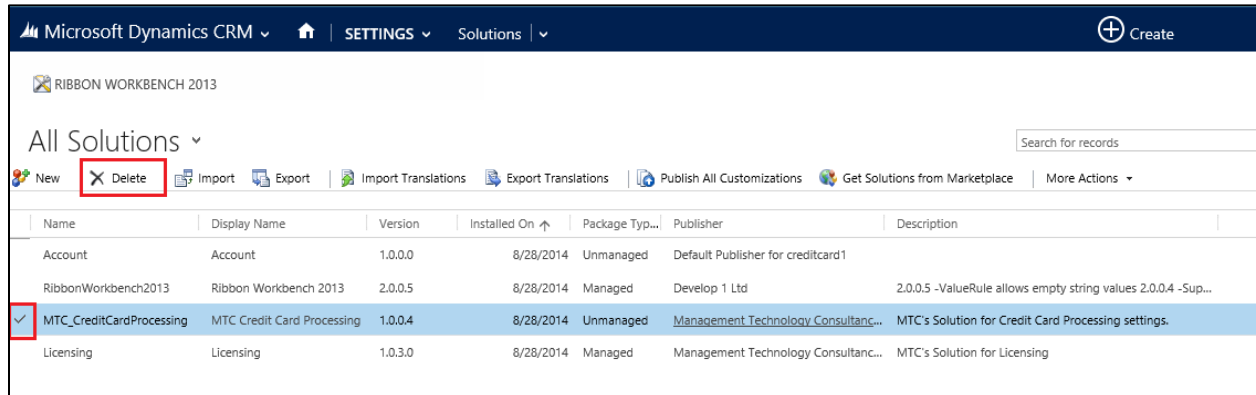 Microsoft Dynamics CRM SETTINGS Solutions Create
RIBBON WORKBENCH 2013
All Solutions
Search for records
New Delete Import Export Import Translations Export Translations Publish All Customizations Get Solutions from Marketplace More Actions
Name Display Name Version Installed On Package Typ... Publisher Description
Account Account 1.0.0.0 8/28/2014 Unmanaged Default Publisher for creditcard1
RibbonWorkbench2013 Ribbon Workbench 2013 2.0.0.5 8/28/2014 Managed Develop 1 Ltd 2.0.0.5 -ValueRule allows empty string values 2.0.0.4 -Sup...
MTC_CreditCardProcessing MTC Credit Card Processing 1.0.0.4 8/28/2014 Unmanaged Management Technology Consultanc... MTC's Solution for Credit Card Processing settings.
Licensing Licensing 1.0.3.0 8/28/2014 Managed Management Technology Consultanc... MTC's Solution for Licensing